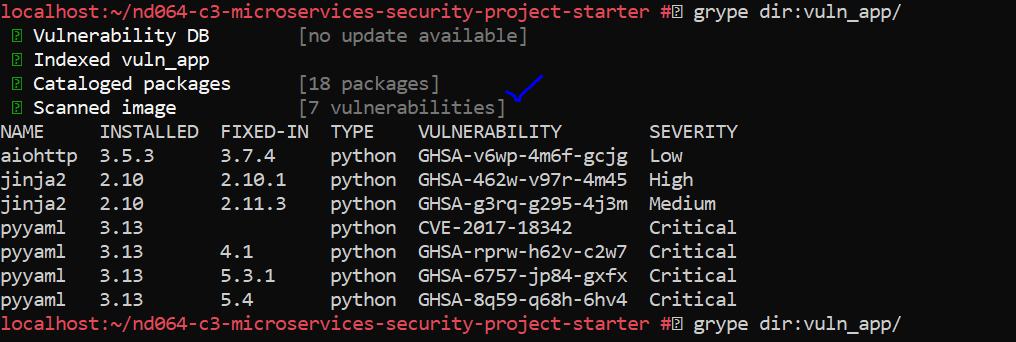 localhost:~/nd064-c3-microservices-security-project-starter # grype dir:vuln_app/
Vulnerability DB [no update available]
Indexed vuln_app
Cataloged packages [18 packages]
Scanned image [7 vulnerabilities]
NAME INSTALLED FIXED-IN TYPE VULNERABILITY SEVERITY
aiohttp 3.5.3 3.7.4 python GHSA-v6wp-4m6f-gcjg Low
jinja2 2.10 2.10.1 python GHSA-462w-v97r-4m45 High
jinja2 2.10 2.11.3 python GHSA-g3rq-g295-4j3m Medium
pyyaml 3.13 python CVE-2017-18342 Critical
pyyaml 3.13 4.1 python GHSA-rprw-h62v-c2w7 Critical
pyyaml 3.13 5.3.1 python GHSA-6757-jp84-gxfx Critical
pyyaml 3.13 5.4 python GHSA-8q59-q68h-6hv4 Critical
localhost:~/nd064-c3-microservices-security-project-starter # grype dir:vuln_app/